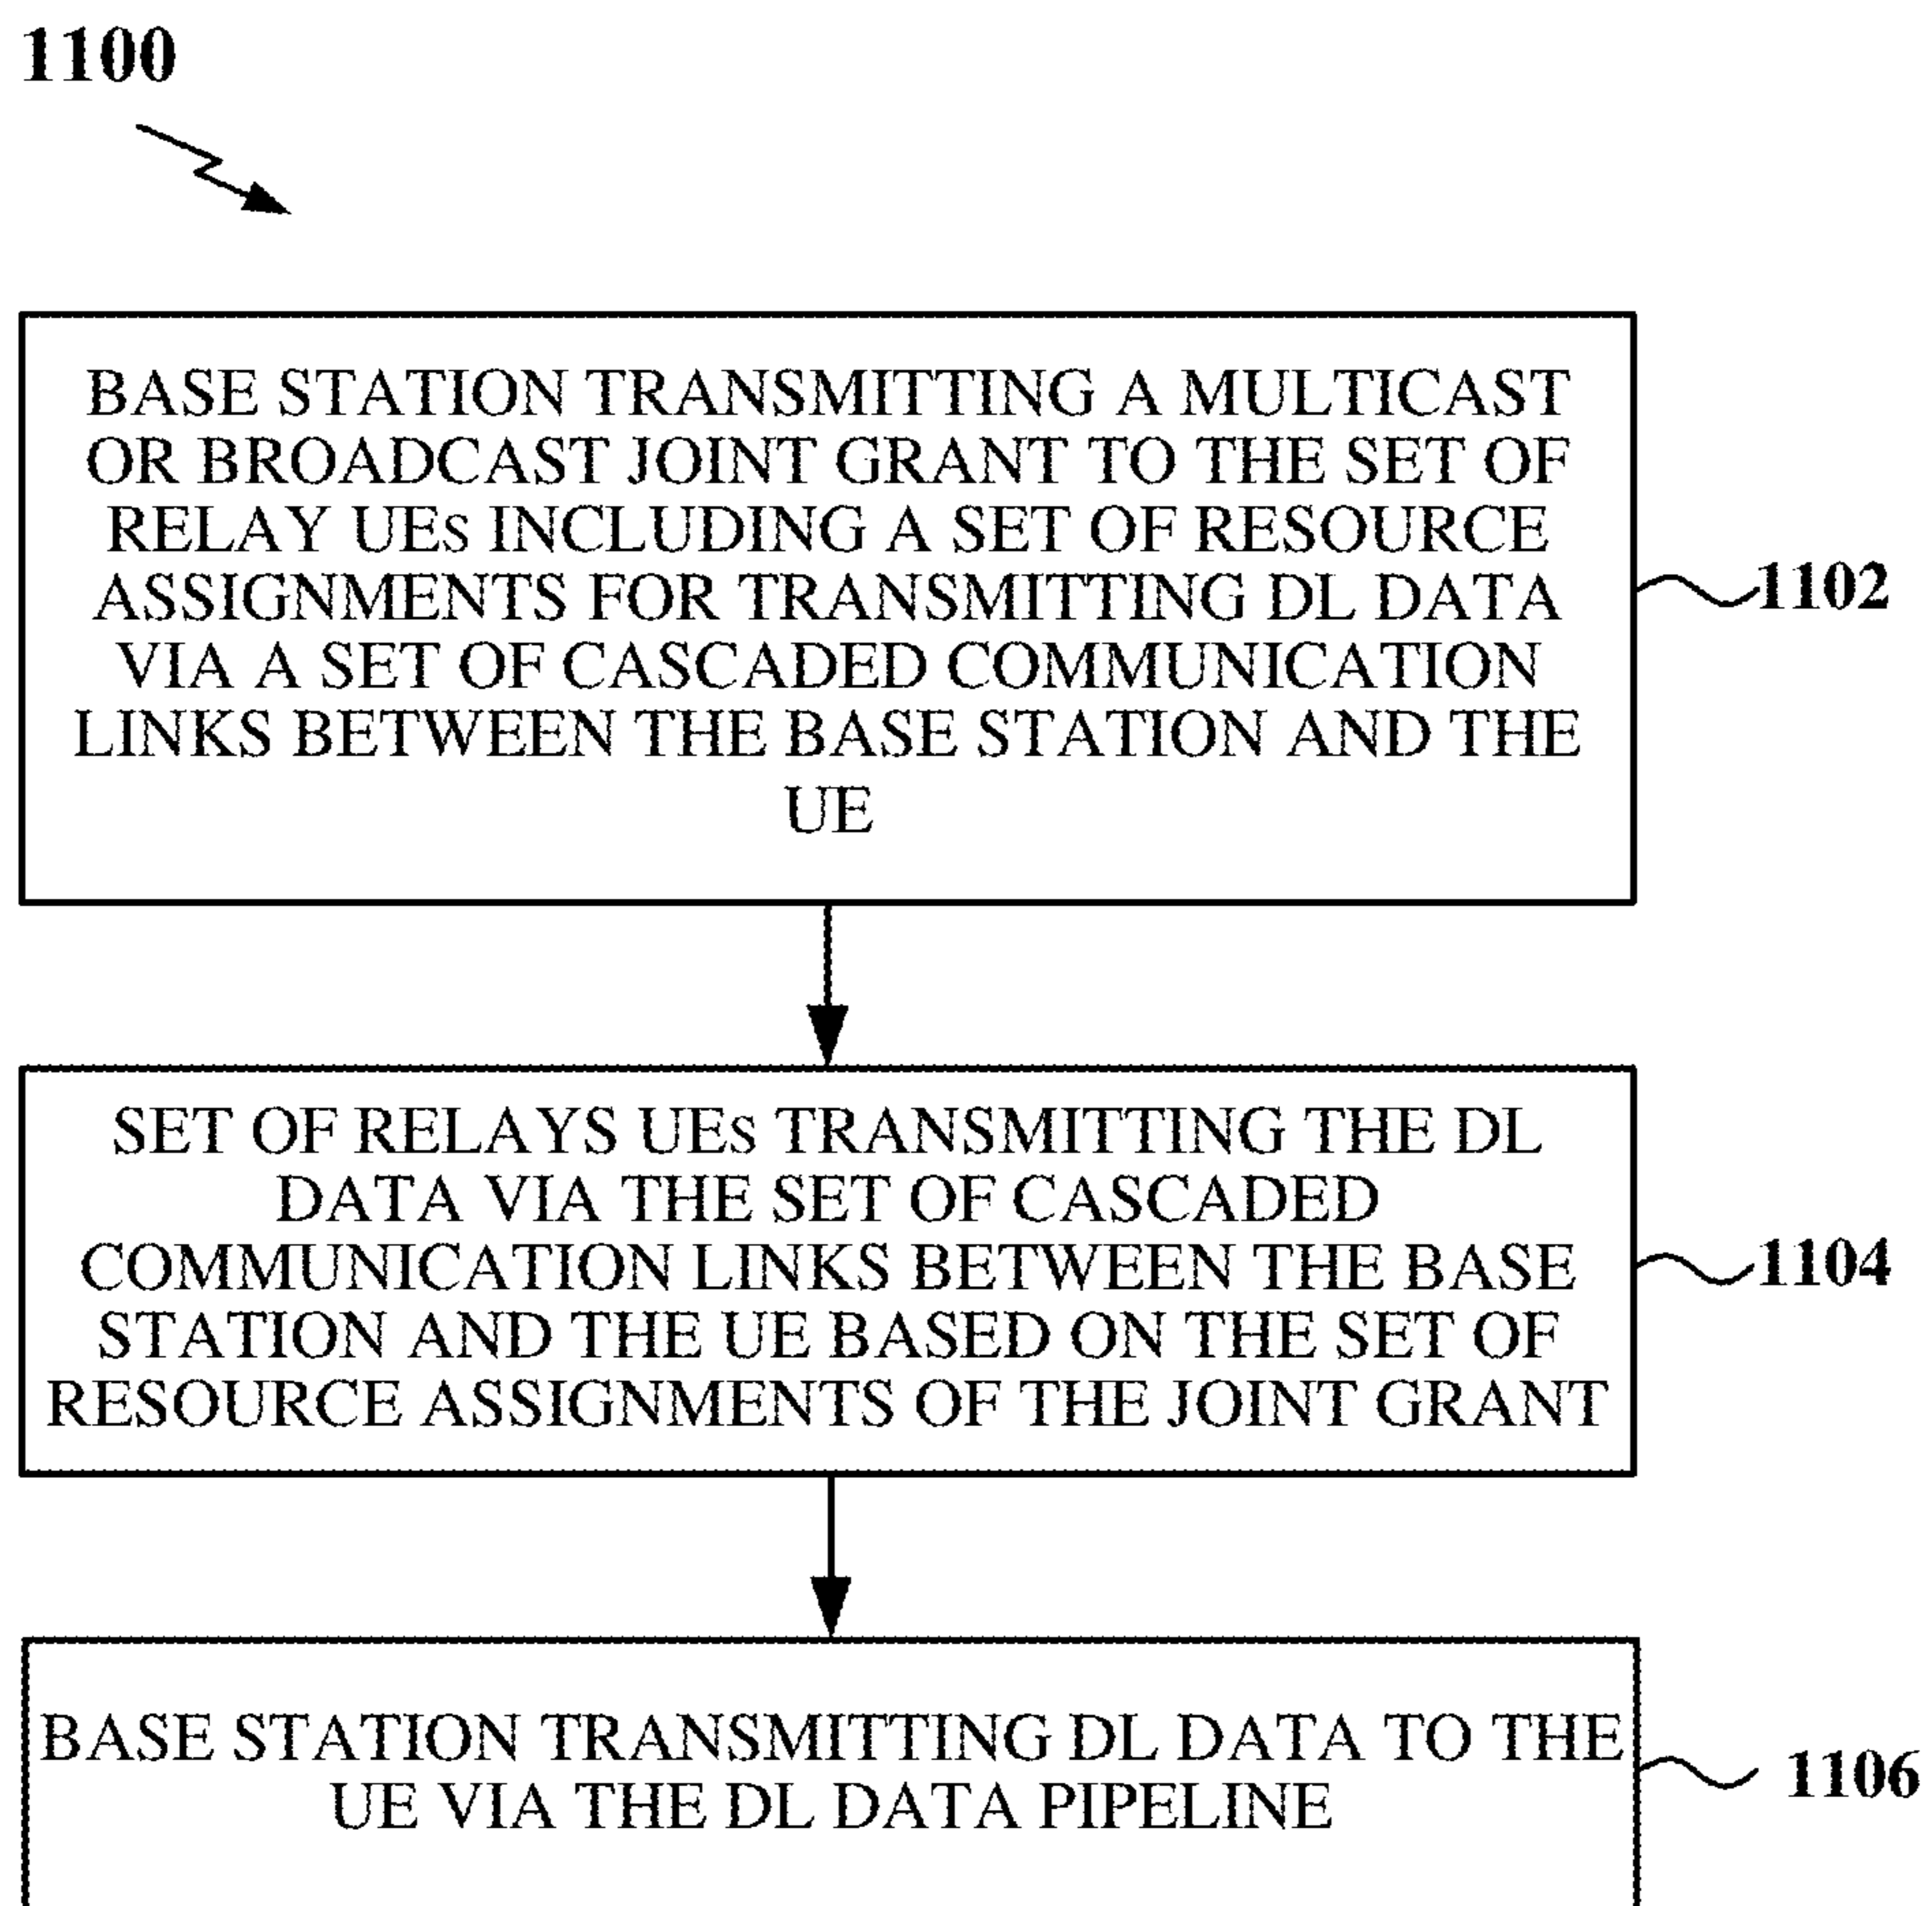 1100
BASE STATION TRANSMITTING A MULTICAST
OR BROADCAST JOINT GRANT TO THE SET OF
RELAY UEs INCLUDING A SET OF RESOURCE
ASSIGNMENTS FOR TRANSMITTING DL DATA
VIA A SET OF CASCADED COMMUNICATION
LINKS BETWEEN THE BASE STATION AND THE
UE
1102
SET OF RELAYS UEs TRANSMITTING THE DL
DATA VIA THE SET OF CASCADED
COMMUNICATION LINKS BETWEEN THE BASE
STATION AND THE UE BASED ON THE SET OF
RESOURCE ASSIGNMENTS OF THE JOINT GRANT
1104
BASE STATION TRANSMITTING DL DATA TO THE
UE VIA THE DL DATA PIPELINE
1106